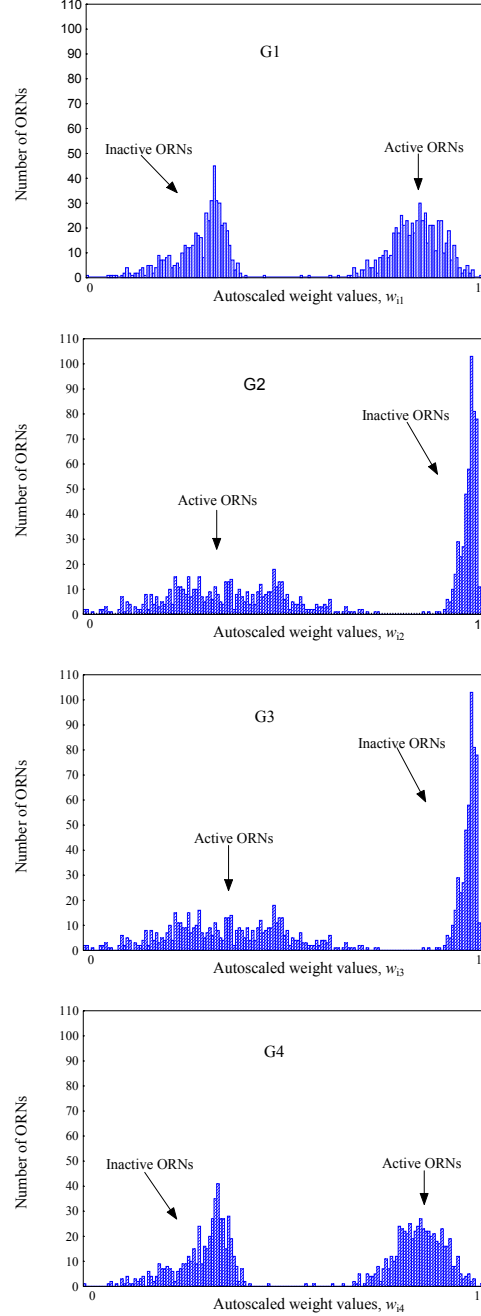 110
G1
100
90
80
70
Number of ORNs
60
Inactive ORNs
Active ORNs
50
40
30
20
10
0
0
1
Autoscaled weight values, wi1
110
G2
100
90
Inactive ORNs
80
70
Number of ORNs
60
Active ORNs
50
40
30
20
10
0
0
1
Autoscaled weight values, wi2
110
G3
100
90
Inactive ORNs
80
70
Number of ORNs
60
Active ORNs
50
40
30
20
10
0
0
1
Autoscaled weight values, wi3
110
G4
100
90
80
70
Number of ORNs
60
Inactive ORNs
Active ORNs
50
40
30
20
10
0
0
1
Autoscaled weight values, wi4